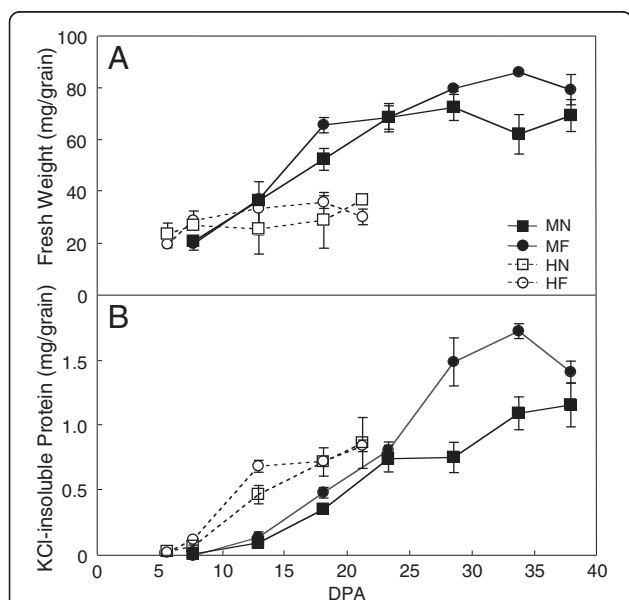 A
Fresh Weight (mg/grain)
100
80
60
40
20
0
MN
MF
HN
HF
B
KCl-insoluble Protein (mg/grain)
1.5
1.0
0.5
0
0 5 10 15 20 25 30 35 40
DPA